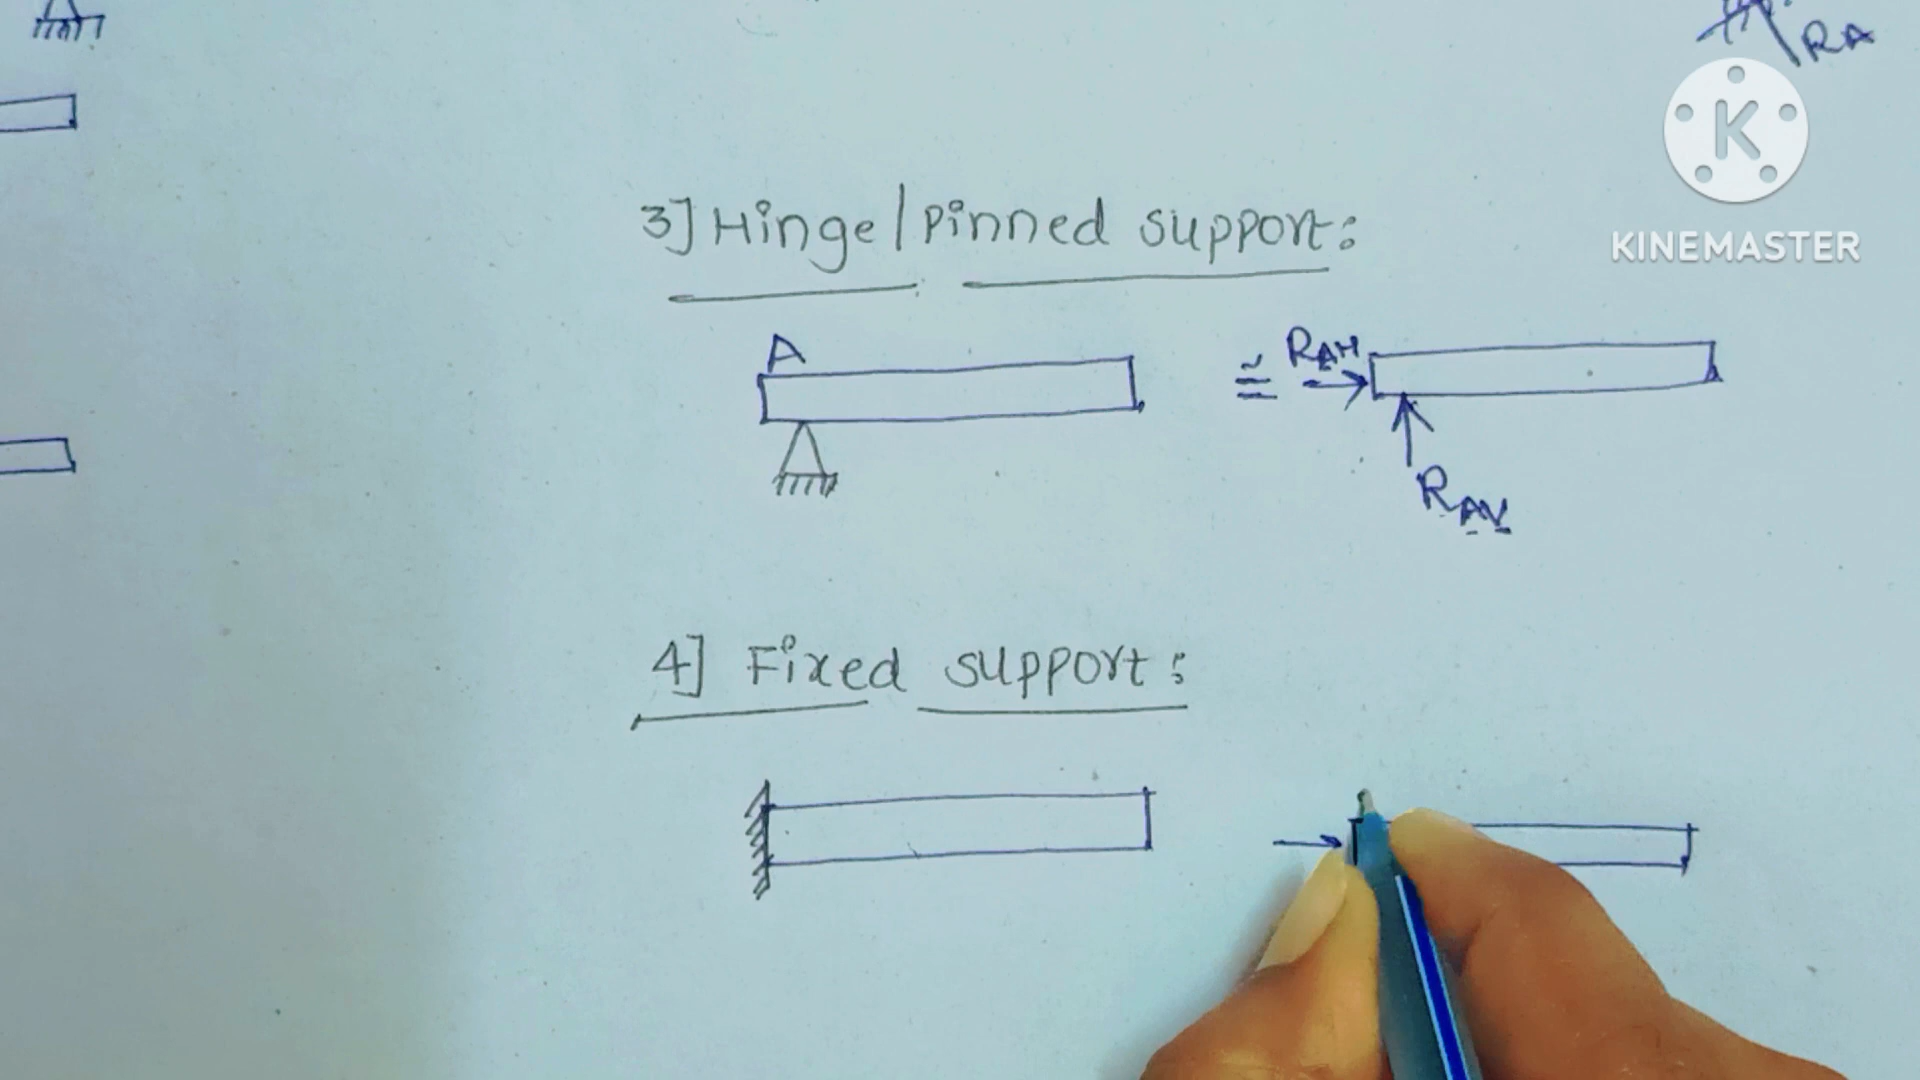 RA
K
KINEMASTER
3] Hinge/Pinned support:
A
≅ RAH
RAV
4] Fixed support: